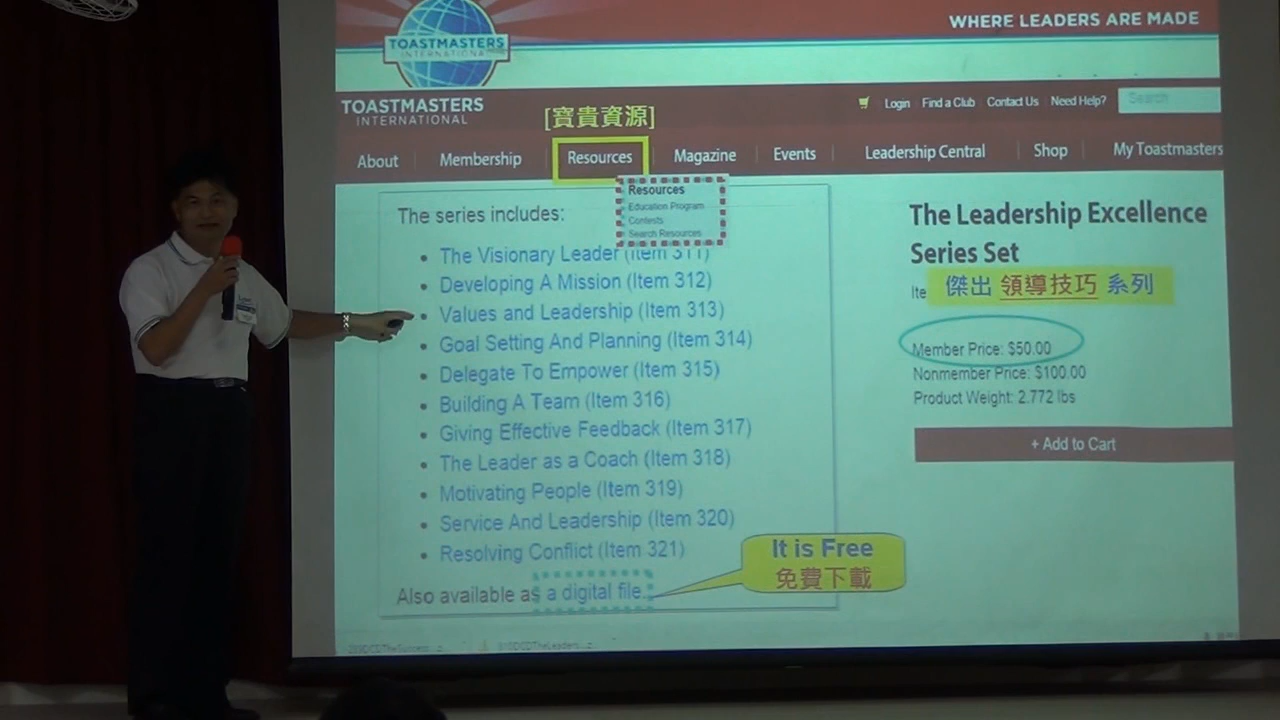 TOASTMASTERS
INTERNATIONAL
WHERE LEADERS ARE MADE
TOASTMASTERS
INTERNATIONAL
Login Find a Club Contact Us Need Help? Search
[寶貴資源]
About Membership Resources Magazine Events Leadership Central Shop My Toastmasters
Resources
Education Program
Contests
Search Resources
The series includes:
• The Visionary Leader (Item 311)
• Developing A Mission (Item 312)
• Values and Leadership (Item 313)
• Goal Setting And Planning (Item 314)
• Delegate To Empower (Item 315)
• Building A Team (Item 316)
• Giving Effective Feedback (Item 317)
• The Leader as a Coach (Item 318)
• Motivating People (Item 319)
• Service And Leadership (Item 320)
• Resolving Conflict (Item 321)
Also available as a digital file.
It is Free
免費下載
The Leadership Excellence
Series Set
Ite
傑出 領導技巧 系列
Member Price: $50.00
Nonmember Price: $100.00
Product Weight: 2.772 lbs
+ Add to Cart